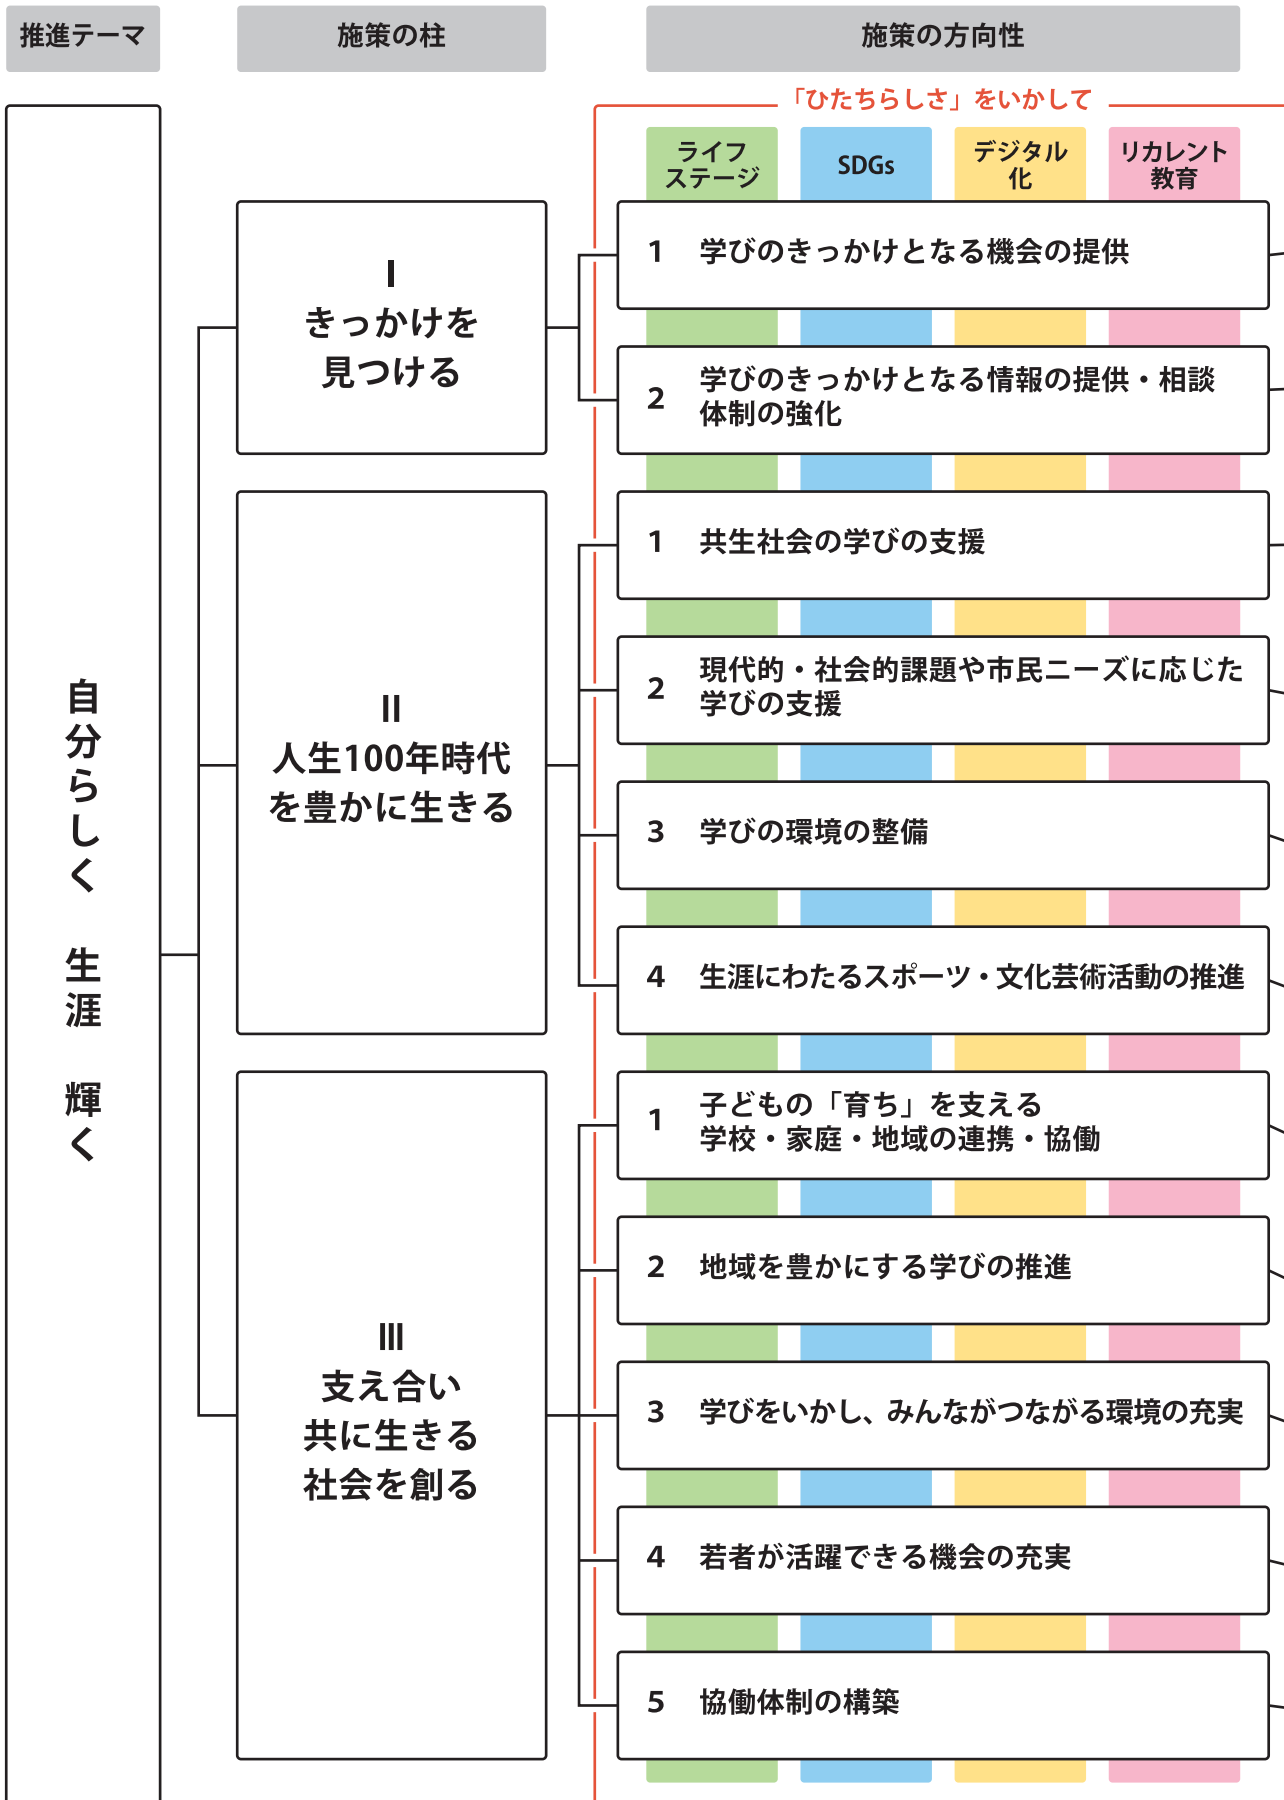 推進テーマ
施策の柱
施策の方向性
「ひたちらしさ」をいかして
ライフ
ステージ
SDGs
デジタル
化
リカレント
教育
自分らしく 生涯 輝く
I
きっかけを
見つける
1 学びのきっかけとなる機会の提供
2 学びのきっかけとなる情報の提供・相談
体制の強化
II
人生100年時代
を豊かに生きる
1 共生社会の学びの支援
2 現代的・社会的課題や市民ニーズに応じた
学びの支援
3 学びの環境の整備
4 生涯にわたるスポーツ・文化芸術活動の推進
III
支え合い
共に生きる
社会を創る
1 子どもの「育ち」を支える
学校・家庭・地域の連携・協働
2 地域を豊かにする学びの推進
3 学びをいかし、みんながつながる環境の充実
4 若者が活躍できる機会の充実
5 協働体制の構築